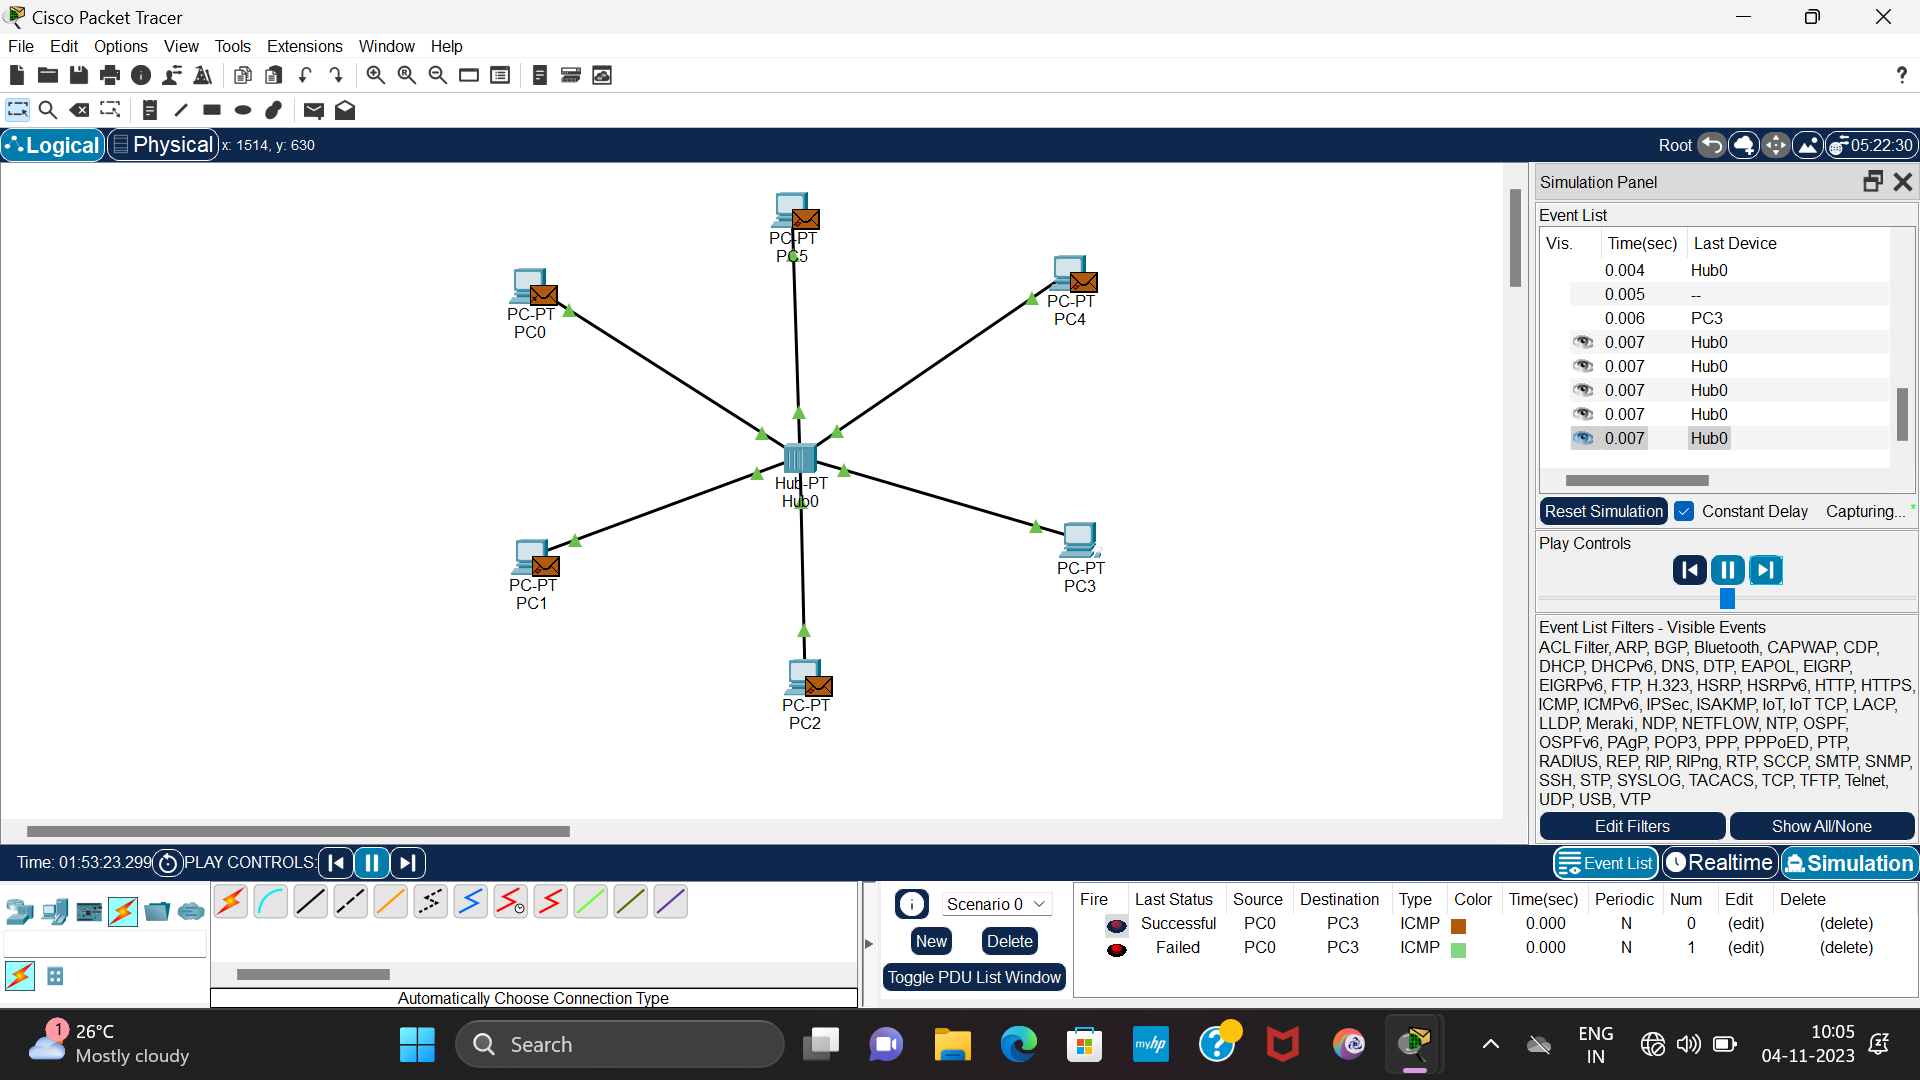 Cisco Packet Tracer
File Edit Options View Tools Extensions Window Help
?
Logical Physical x: 1514, y: 630 Root 05:22:30
PC-PT
PC5
PC-PT
PC0
PC-PT
PC4
Hub-PT
Hub0
PC-PT
PC1
PC-PT
PC3
PC-PT
PC2
Simulation Panel
Event List
Vis. Time(sec) Last Device
0.004 Hub0
0.005 --
0.006 PC3
0.007 Hub0
0.007 Hub0
0.007 Hub0
0.007 Hub0
0.007 Hub0
Reset Simulation Constant Delay Capturing... *
Play Controls
Event List Filters - Visible Events
ACL Filter, ARP, BGP, Bluetooth, CAPWAP, CDP,
DHCP, DHCPv6, DNS, DTP, EAPOL, EIGRP,
EIGRPv6, FTP, H.323, HSRP, HSRPv6, HTTP, HTTPS,
ICMP, ICMPv6, IPSec, ISAKMP, IoT, IoT TCP, LACP,
LLDP, Meraki, NDP, NETFLOW, NTP, OSPF,
OSPFv6, PAgP, POP3, PPP, PPPoED, PTP,
RADIUS, REP, RIP, RIPng, RTP, SCCP, SMTP, SNMP,
SSH, STP, SYSLOG, TACACS, TCP, TFTP, Telnet,
UDP, USB, VTP
Edit Filters Show All/None
Time: 01:53:23.299 PLAY CONTROLS: Event List Realtime Simulation
Automatically Choose Connection Type
Scenario 0
New Delete
Toggle PDU List Window
Fire Last Status Source Destination Type Color Time(sec) Periodic Num Edit Delete
Successful PC0 PC3 ICMP 0.000 N 0 (edit) (delete)
Failed PC0 PC3 ICMP 0.000 N 1 (edit) (delete)
1
26°C
Mostly cloudy
Search
myhp
?
ENG
IN
10:05
04-11-2023